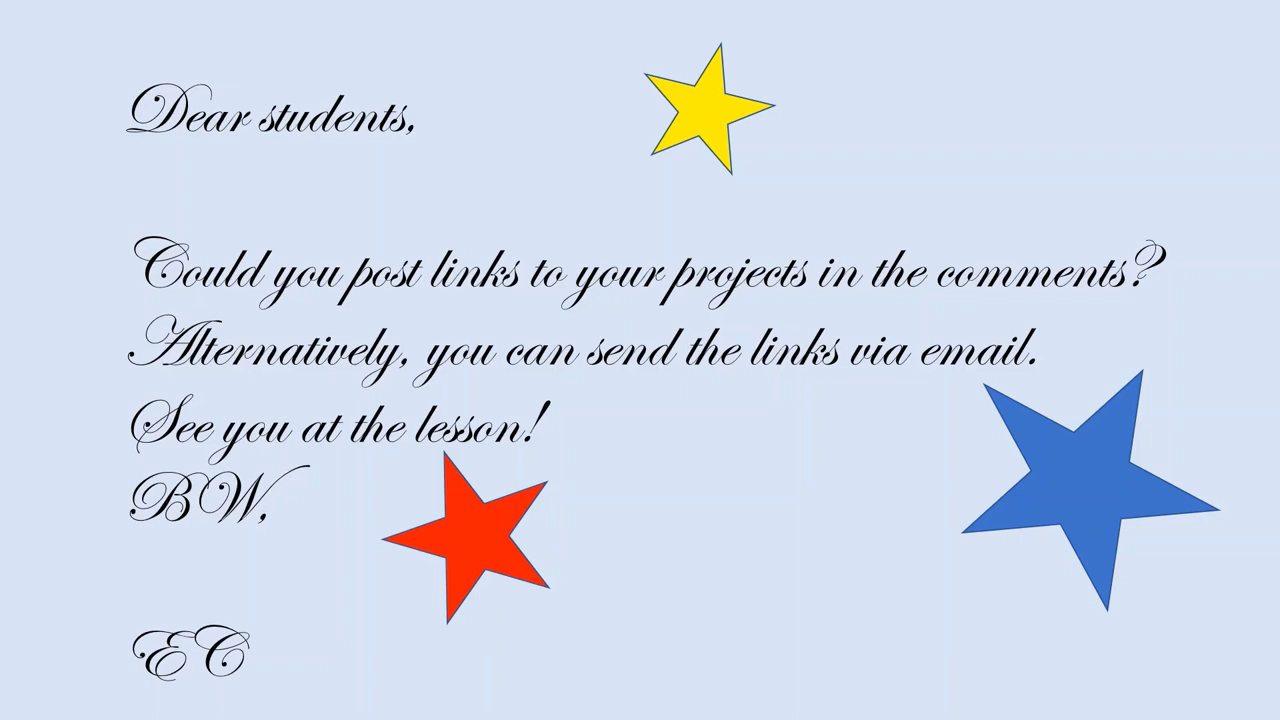 Dear students,
Could you post links to your projects in the comments?
Alternatively, you can send the links via email.
See you at the lesson!
BW,
EC